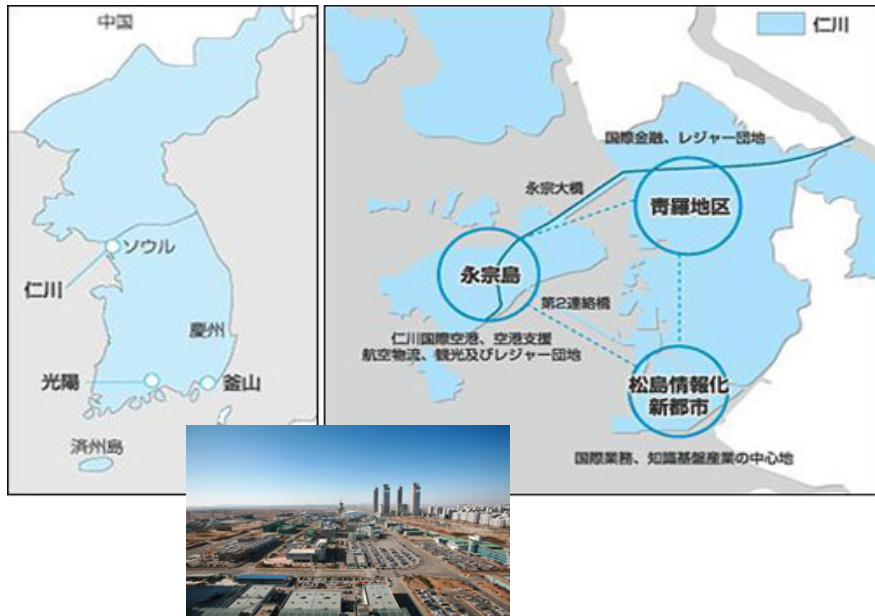 中国
ソウル
仁川
慶州
光陽
釜山
済州島
仁川
国際金融、レジャー団地
永宗大橋
靑羅地区
永宗島
第2連絡橋
仁川国際空港、空港支援
航空物流、観光及びレジャー団地
松島情報化
新都市
国際業務、知識基盤産業の中心地